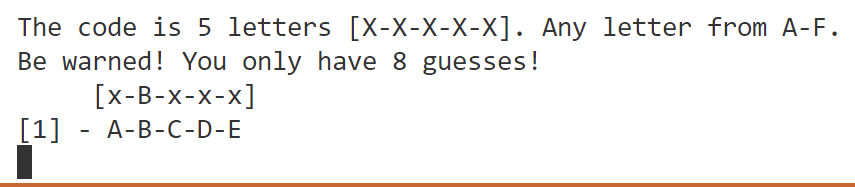 The code is 5 letters [X-X-X-X-X]. Any letter from A-F.
Be warned! You only have 8 guesses!
[x-B-x-x-x]
[1] - A-B-C-D-E